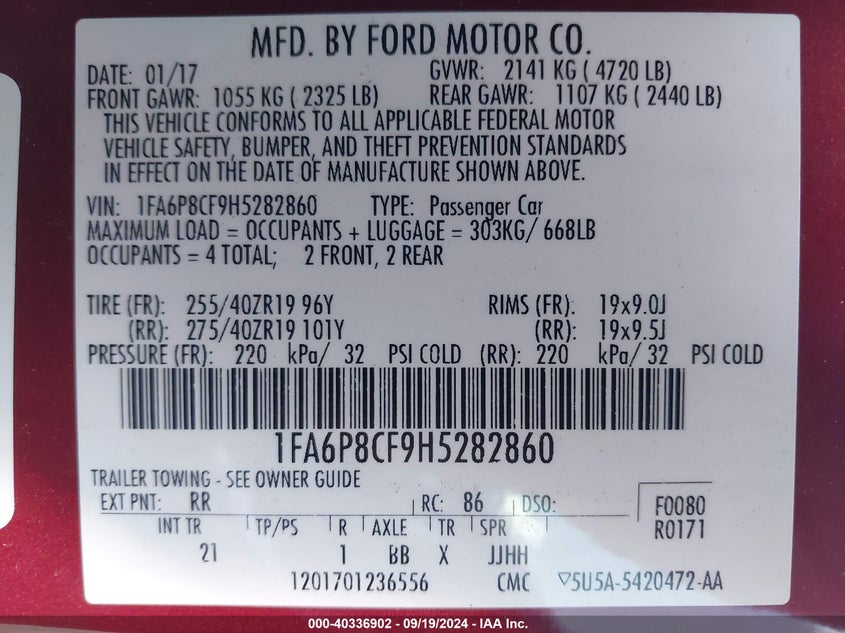 MFD. BY FORD MOTOR CO.
DATE: 01/17 GVWR: 2141 KG ( 4720 LB)
FRONT GAWR: 1055 KG ( 2325 LB) REAR GAWR: 1107 KG ( 2440 LB)
THIS VEHICLE CONFORMS TO ALL APPLICABLE FEDERAL MOTOR
VEHICLE SAFETY, BUMPER, AND THEFT PREVENTION STANDARDS
IN EFFECT ON THE DATE OF MANUFACTURE SHOWN ABOVE.
VIN: 1FA6P8CF9H5282860 TYPE: Passenger Car
MAXIMUM LOAD = OCCUPANTS + LUGGAGE = 303KG/ 668LB
OCCUPANTS = 4 TOTAL; 2 FRONT, 2 REAR
TIRE (FR): 255/40ZR19 96Y RIMS (FR): 19x9.0J
(RR): 275/40ZR19 101Y (RR): 19x9.5J
PRESSURE (FR): 220 kPa/ 32 PSI COLD (RR): 220 kPa/ 32 PSI COLD
1FA6P8CF9H5282860
TRAILER TOWING - SEE OWNER GUIDE
EXT PNT: RR RC: 86 DSO: F0080
INT TR TP/PS R AXLE TR SPR R0171
21 1 BB X JJHH
1201701236556 CMC ▽5U5A-5420472-AA
000-40336902 - 09/19/2024 - IAA Inc.